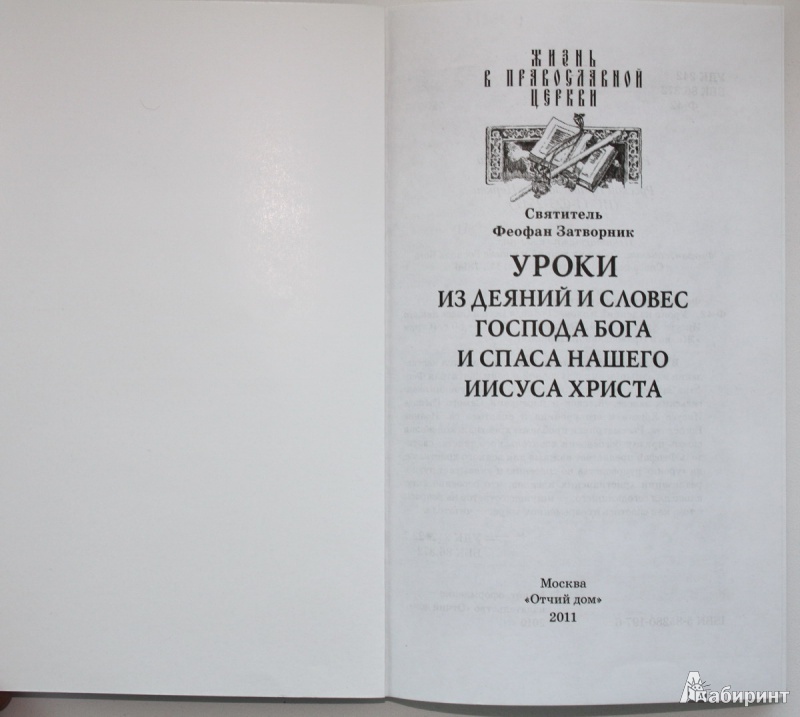 ЖИЗНЬ
В ПРАВОСЛАВНОЙ
ЦЕРКВИ
Святитель
Феофан Затворник
УРОКИ
ИЗ ДЕЯНИЙ И СЛОВЕС
ГОСПОДА БОГА
И СПАСА НАШЕГО
ИИСУСА ХРИСТА
Москва
«Отчий дом»
2011
Лабиринт